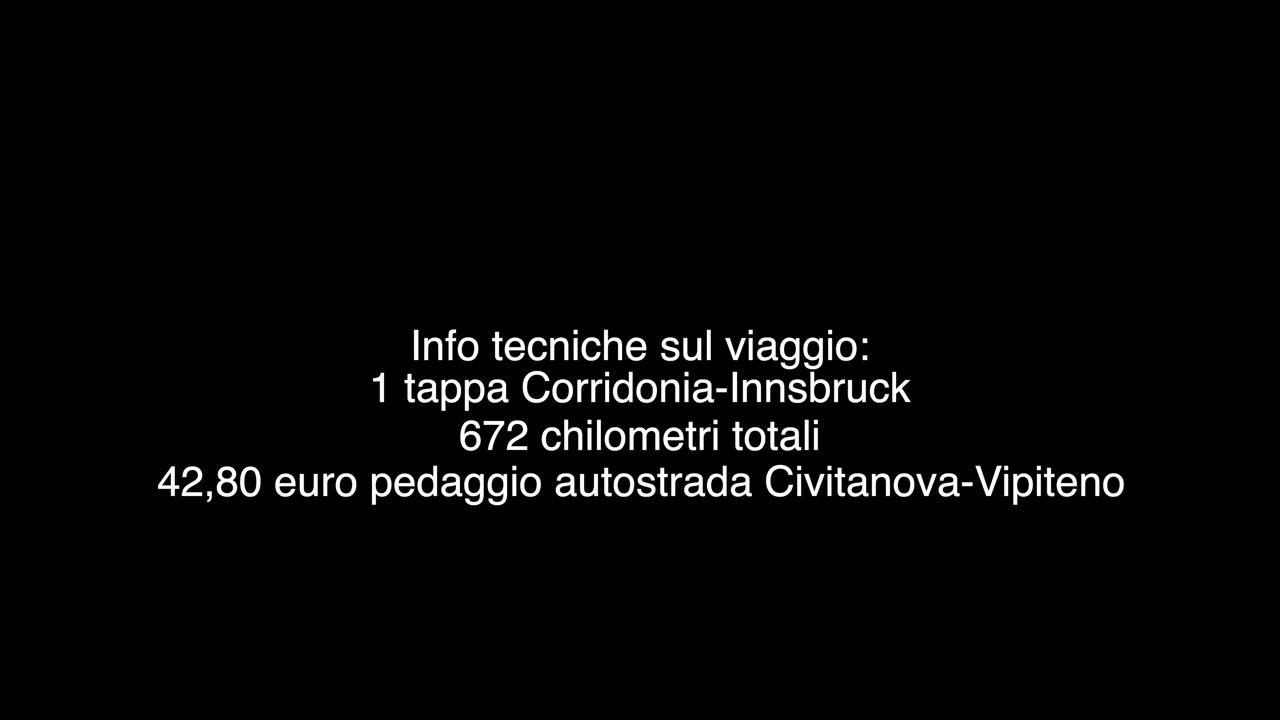 Info tecniche sul viaggio:
1 tappa Corridonia-Innsbruck
672 chilometri totali
42,80 euro pedaggio autostrada Civitanova-Vipiteno